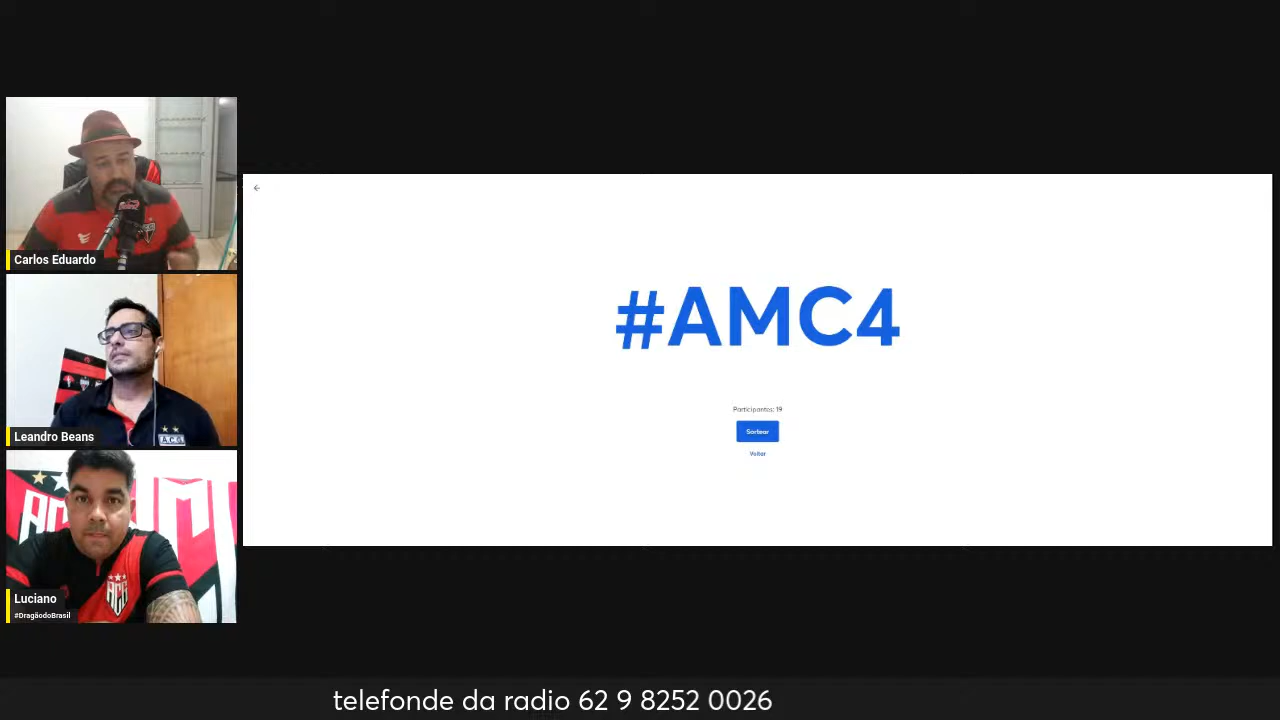 Carlos Eduardo
Leandro Beans
A.C.G.
Luciano
#DragãodoBrasil
←
#AMC4
Participantes: 19
Sortear
Voltar
telefonde da radio 62 9 8252 0026